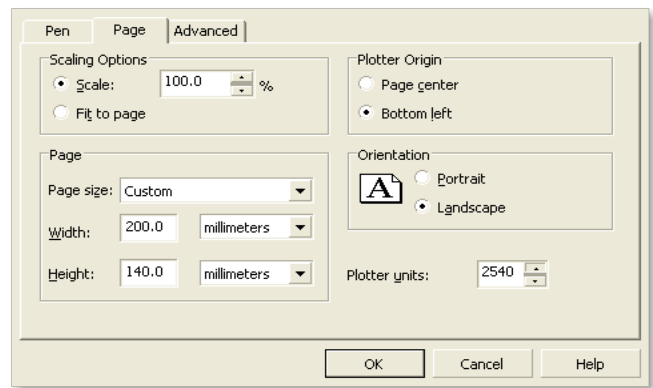 Pen Page Advanced
Scaling Options
Scale: 100.0 %
Fit to page
Plotter Origin
Page center
Bottom left
Page
Page size: Custom
Width: 200.0 millimeters
Height: 140.0 millimeters
Orientation
A
Portrait
Landscape
Plotter units: 2540
OK Cancel Help